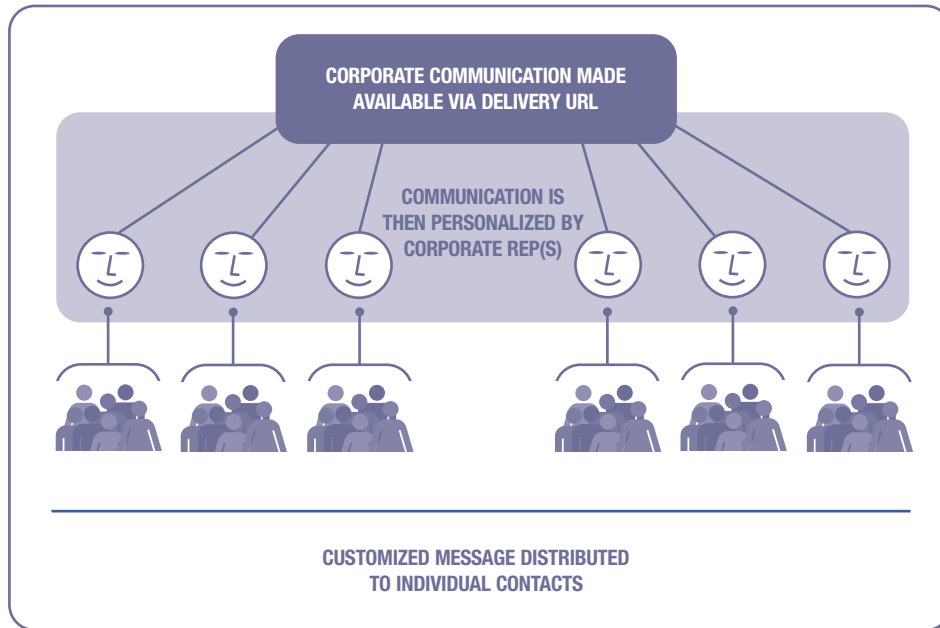 CORPORATE COMMUNICATION MADE
AVAILABLE VIA DELIVERY URL
COMMUNICATION IS
THEN PERSONALIZED BY
CORPORATE REP(S)
CUSTOMIZED MESSAGE DISTRIBUTED
TO INDIVIDUAL CONTACTS